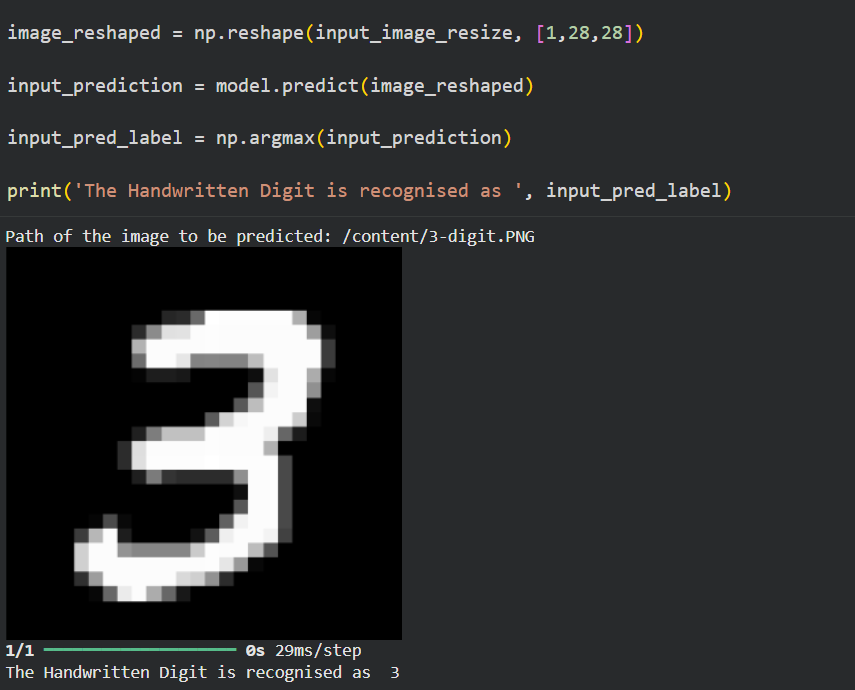 image_reshaped = np.reshape(input_image_resize, [1,28,28])
input_prediction = model.predict(image_reshaped)
input_pred_label = np.argmax(input_prediction)
print('The Handwritten Digit is recognised as ', input_pred_label)
Path of the image to be predicted: /content/3-digit.PNG
3
1/1 ━━━━━━━━━━━━━━━━━━━━ 0s 29ms/step
The Handwritten Digit is recognised as  3